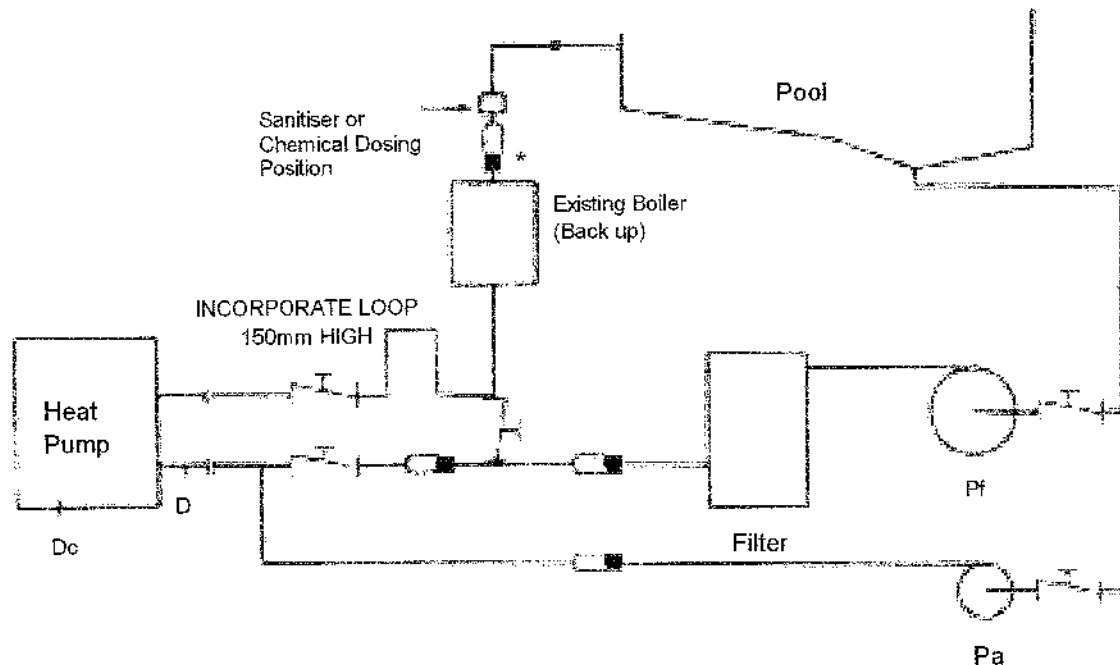 Pool
Sanitiser or
Chemical Dosing
Position
*
Existing Boiler
(Back up)
INCORPORATE LOOP
150mm HIGH
Heat
Pump
D
Dc
Filter
Pf
Pa